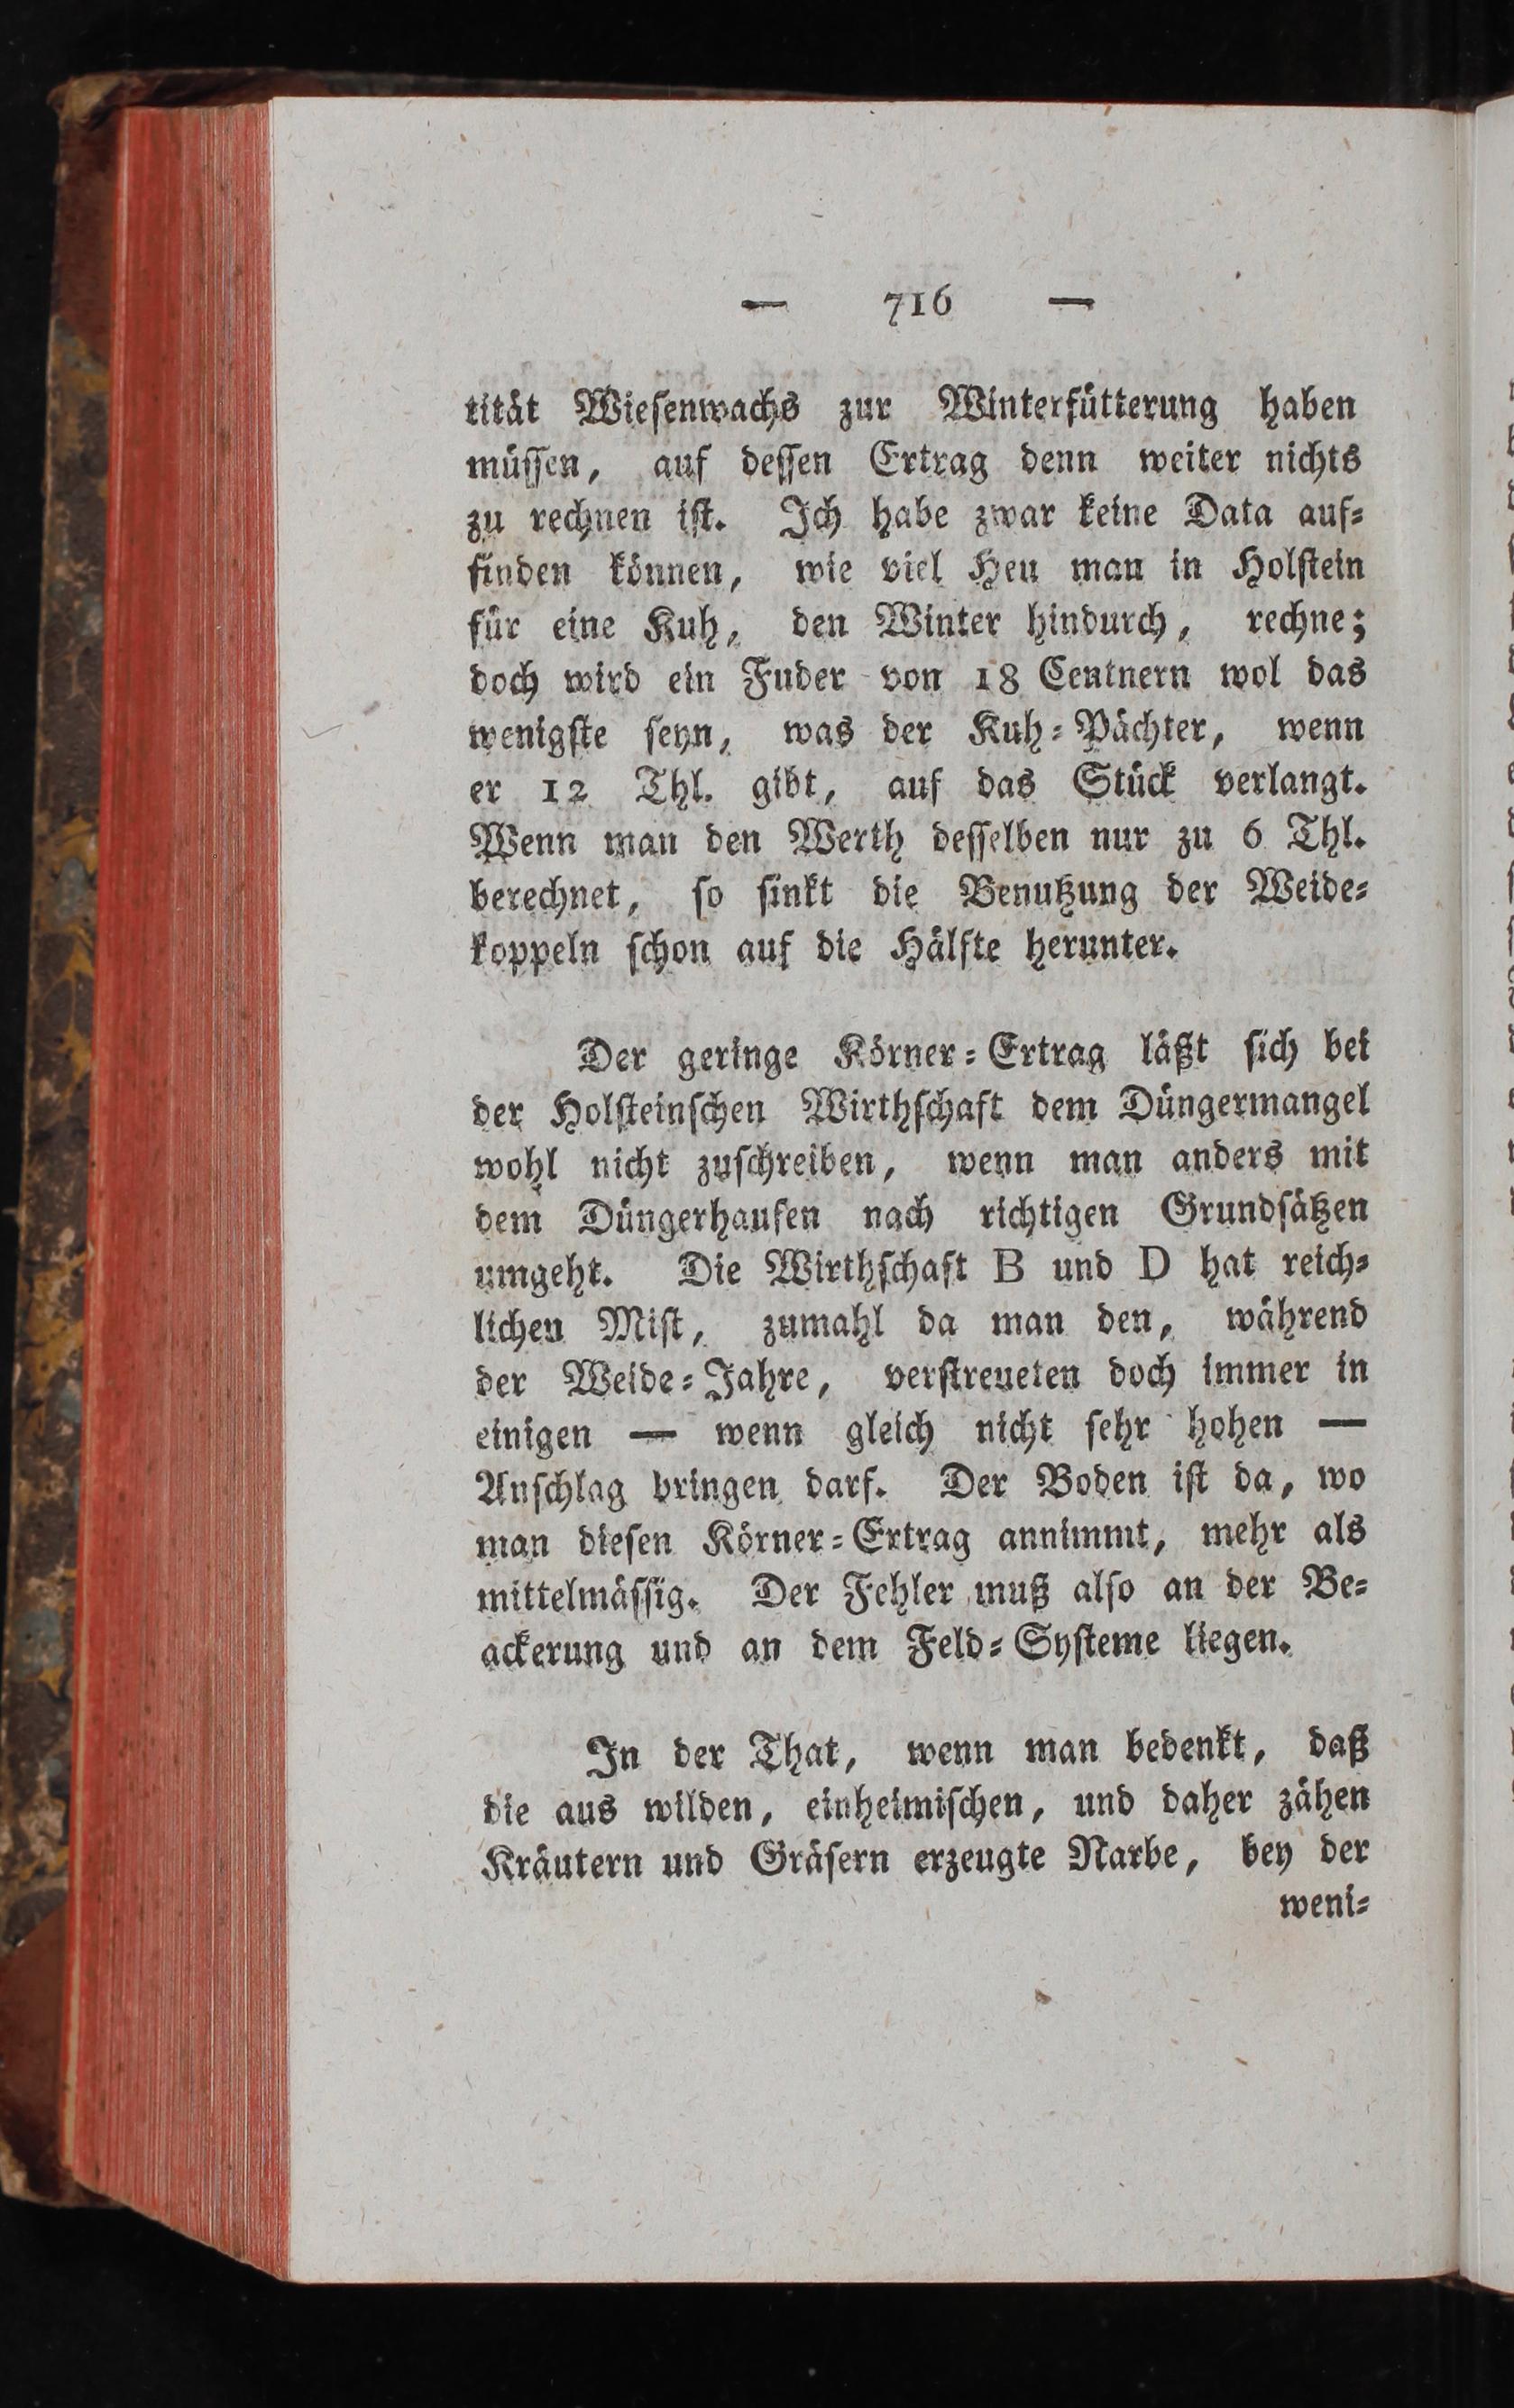 — 716 —
tität Wiesenwachs zur Winterfütterung haben
müssen, auf dessen Ertrag denn weiter nichts
zu rechnen ist. Ich habe zwar keine Data auf-
finden können, wie viel Heu man in Holstein
für eine Kuh, den Winter hindurch, rechne;
doch wird ein Fuder von 18 Centnern wol das
wenigste seyn, was der Kuh-Pächter, wenn
er 12 Thl. gibt, auf das Stück verlangt.
Wenn man den Werth desselben nur zu 6 Thl.
berechnet, so sinkt die Benutzung der Weide-
koppeln schon auf die Hälfte herunter.
Der geringe Körner-Ertrag läßt sich bei
der Holsteinschen Wirthschaft dem Düngermangel
wohl nicht zuschreiben, wenn man anders mit
dem Düngerhaufen nach richtigen Grundsätzen
umgeht. Die Wirthschaft B und D hat reich-
lichen Mist, zumahl da man den, während
der Weide-Jahre, verstreueten doch immer in
einigen — wenn gleich nicht sehr hohen —
Anschlag bringen darf. Der Boden ist da, wo
man diesen Körner-Ertrag annimmt, mehr als
mittelmässig. Der Fehler muß also an der Be-
ackerung und an dem Feld-Systeme liegen.
In der That, wenn man bedenkt, daß
die aus wilden, einheimischen, und daher zähen
Kräutern und Gräsern erzeugte Narbe, bey der
weni-